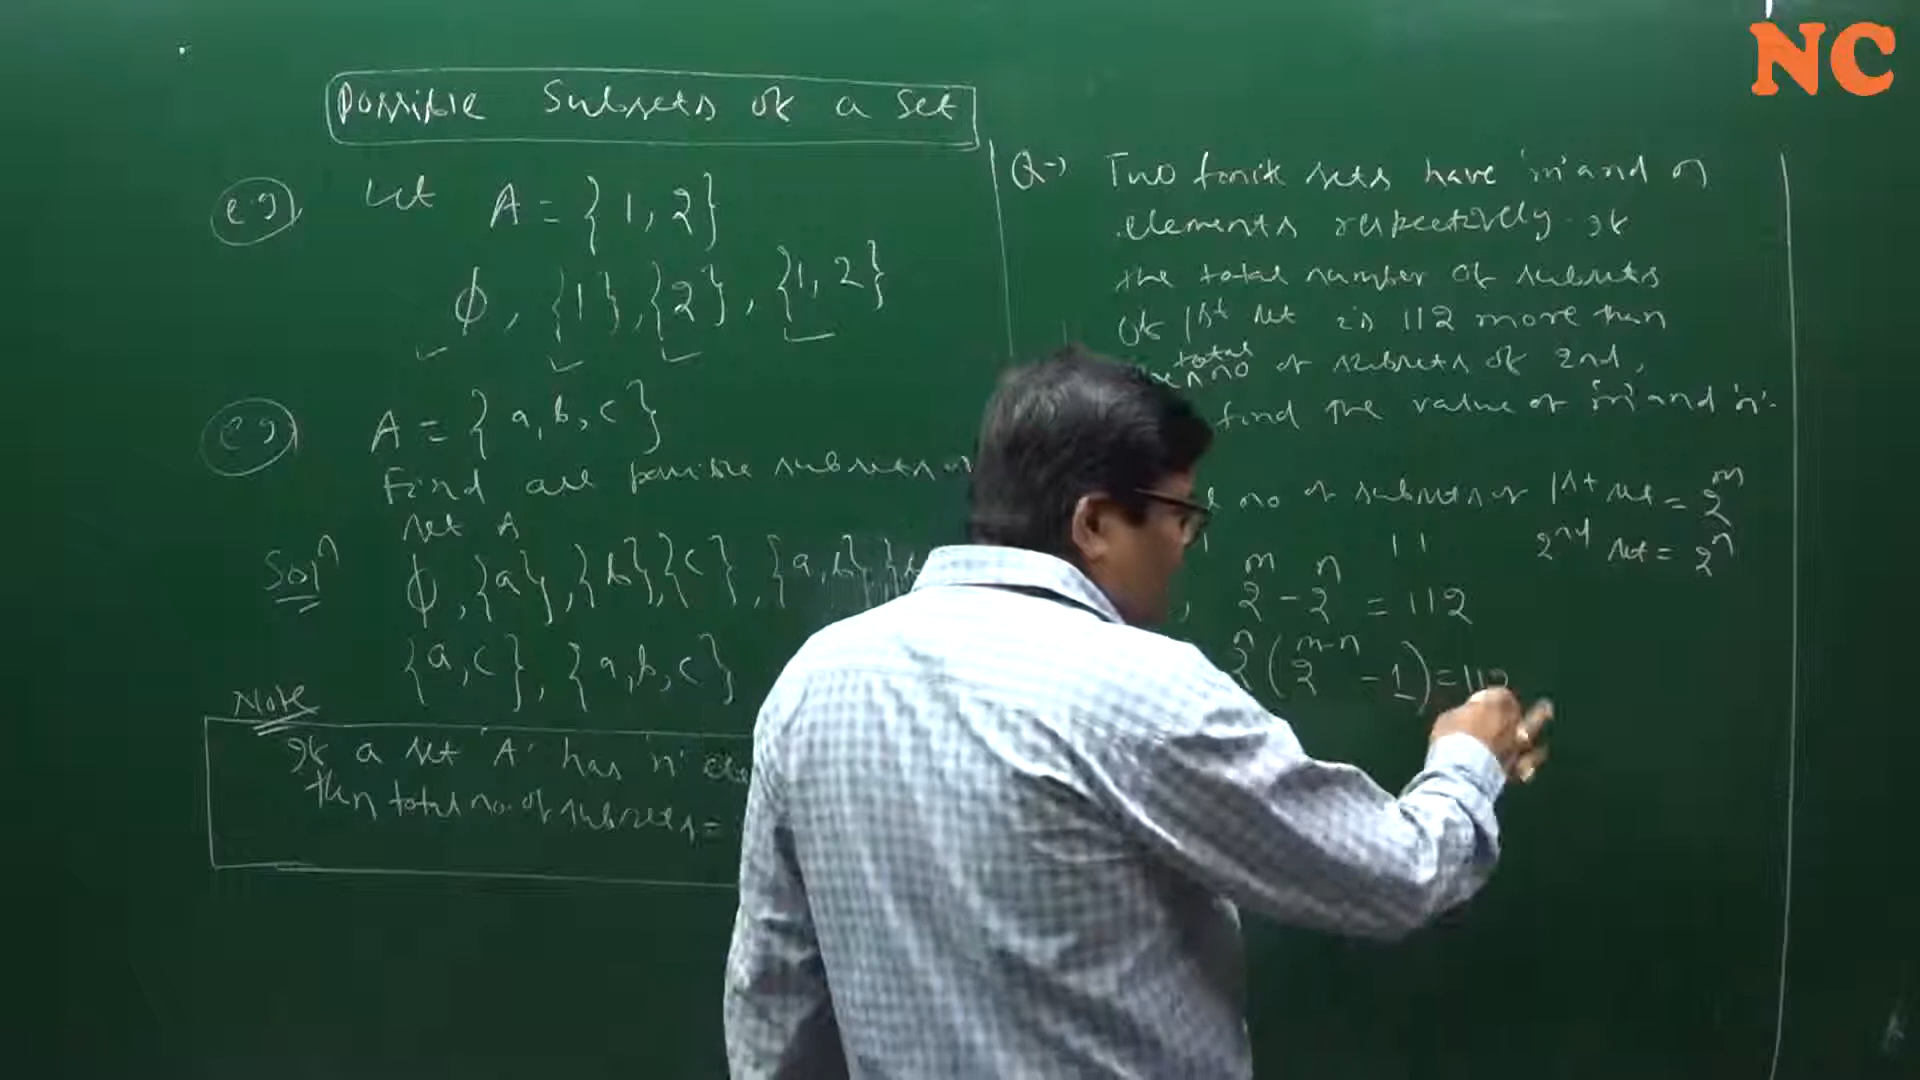 NC
Possible Subsets of a Set
eg Let A = {1, 2}
ϕ, {1}, {2}, {1, 2}
eg A = {a, b, c}
Find all possible subsets of
set A
Solⁿ ϕ, {a}, {b}, {c}, {a, b},
{a, c}, {a, b, c}
Note
If a set 'A' has 'n'
then total no. of subsets =
Q→ Two finite sets have 'm' and n
elements respectively. If
the total number of subsets
of 1st set is 112 more than
total
no of subsets of 2nd,
find the value of 'm' and 'n'.
no of subsets of 1st set = 2^m
11 2nd set = 2^n
2^m - 2^n = 112
2^n (2^{m-n} - 1) = 112